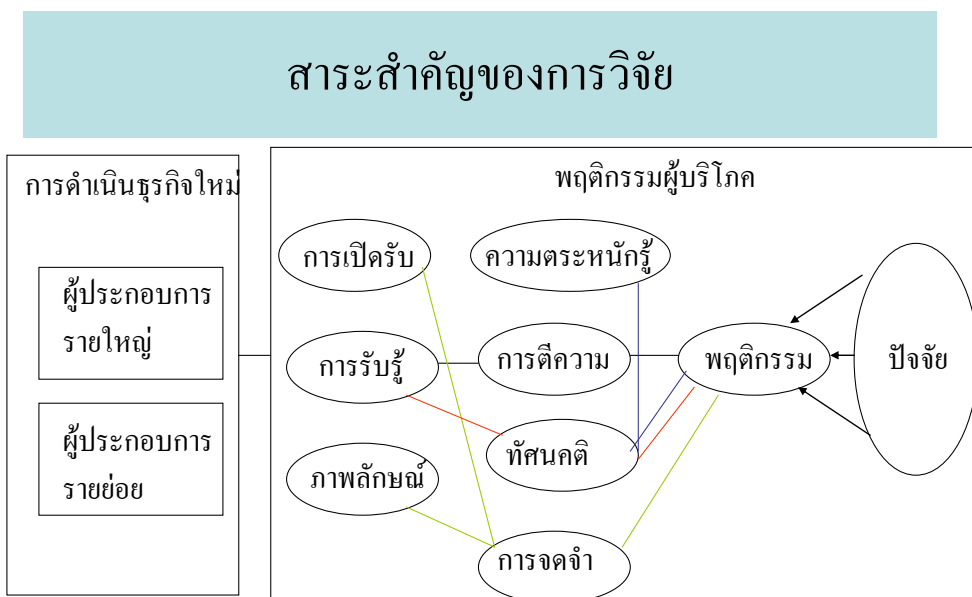 สาระสำคัญของการวิจัย
การดำเนินธุรกิจใหม่
ผู้ประกอบการ
รายใหญ่
ผู้ประกอบการ
รายย่อย
พฤติกรรมผู้บริโภค
การเปิดรับ
ความตระหนักรู้
การรับรู้
การตีความ
พฤติกรรม
ปัจจัย
ทัศนคติ
ภาพลักษณ์
การจดจำ